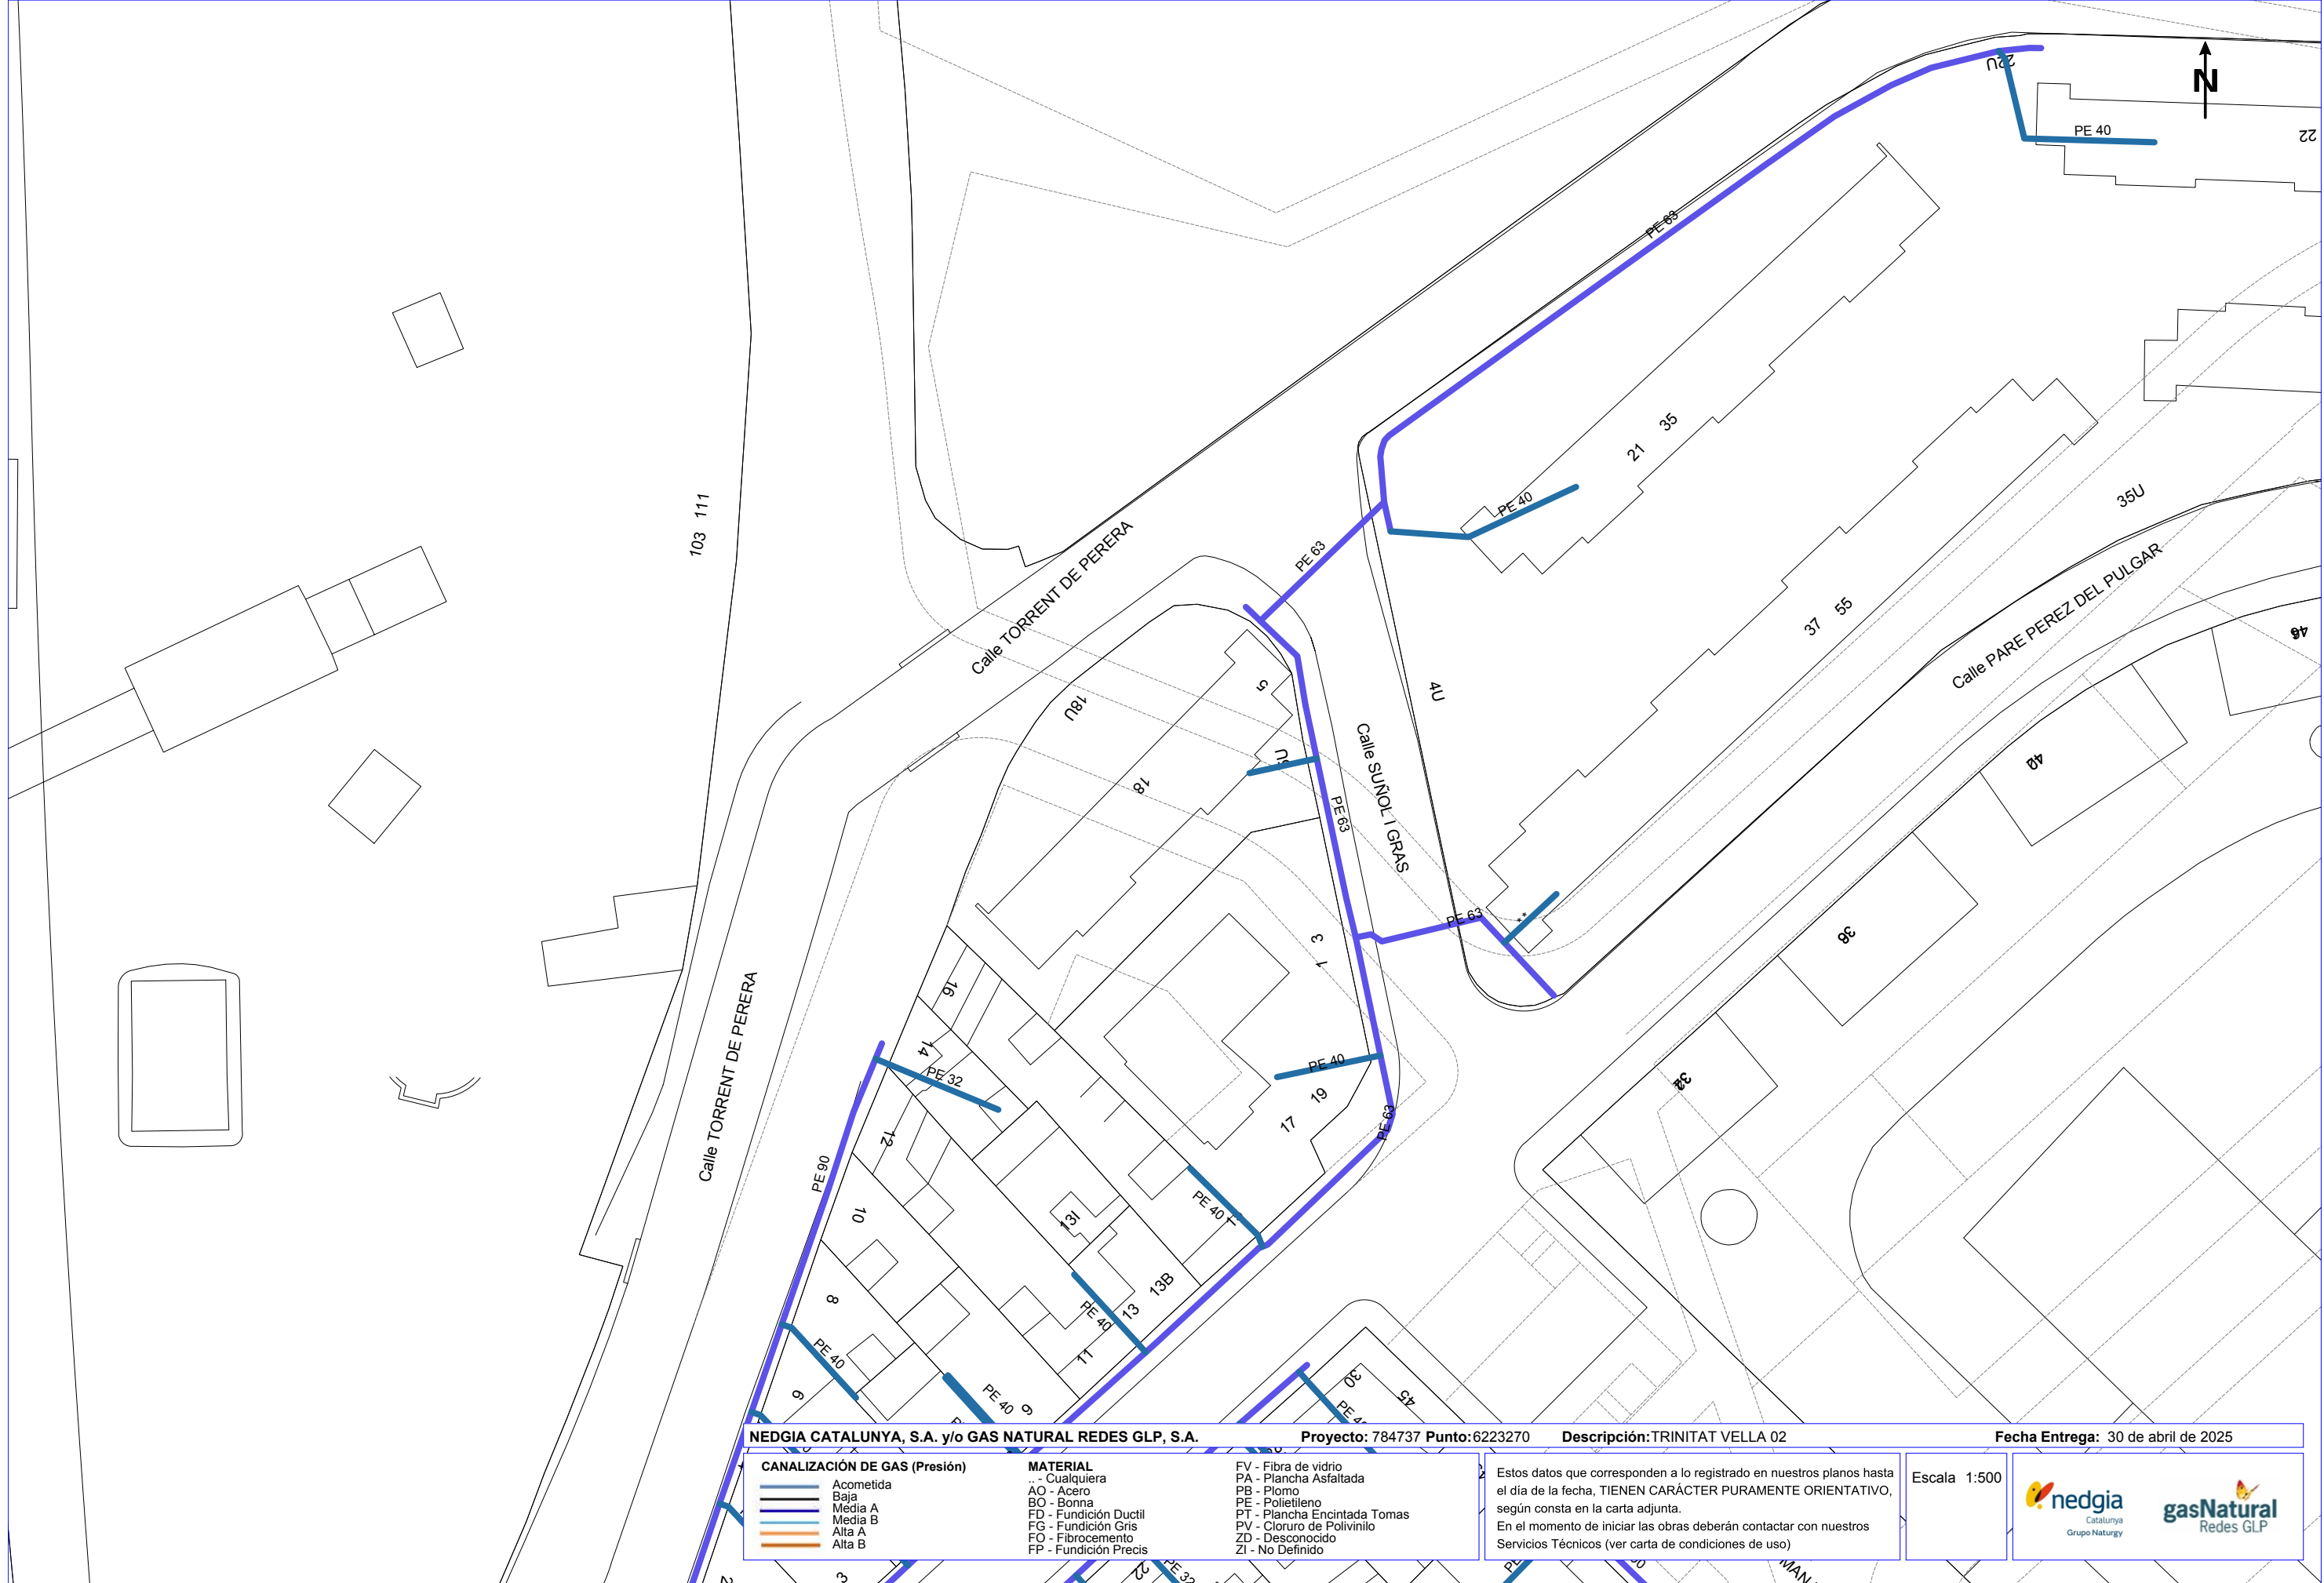 22U
N
PE 40
22
PE 63
35
21
PE 40
111
103
35U
PE 63
Calle TORRENT DE PERERA
Calle PARE PEREZ DEL PULGAR
55
37
46
4U
5
18U
5U
Calle SUÑOL I GRAS
40
18
PE 63
PE 63
**
38
3
1
16
Calle TORRENT DE PERERA
14
PE 32
PE 40
19
17
32
PE 63
12
PE 90
10
13I
PE 40
13B
13
PE 40
11
8
PE 40
6
PE 40
9
30
45
NEDGIA CATALUNYA, S.A. y/o GAS NATURAL REDES GLP, S.A. Proyecto: 784737 Punto:6223270 Descripción:TRINITAT VELLA 02 Fecha Entrega: 30 de abril de 2025
CANALIZACIÓN DE GAS (Presión)
Acometida
Baja
Media A
Media B
Alta A
Alta B
MATERIAL
.. - Cualquiera
AO - Acero
BO - Bonna
FD - Fundición Ductil
FG - Fundición Gris
FO - Fibrocemento
FP - Fundición Precis
FV - Fibra de vidrio
PA - Plancha Asfaltada
PB - Plomo
PE - Polietileno
PT - Plancha Encintada Tomas
PV - Cloruro de Polivinilo
ZD - Desconocido
ZI - No Definido
Estos datos que corresponden a lo registrado en nuestros planos hasta
el día de la fecha, TIENEN CARÁCTER PURAMENTE ORIENTATIVO,
según consta en la carta adjunta.
En el momento de iniciar las obras deberán contactar con nuestros
Servicios Técnicos (ver carta de condiciones de uso)
Escala 1:500
nedgia
Catalunya
Grupo Naturgy
gasNatural
Redes GLP
3
22
PE 32